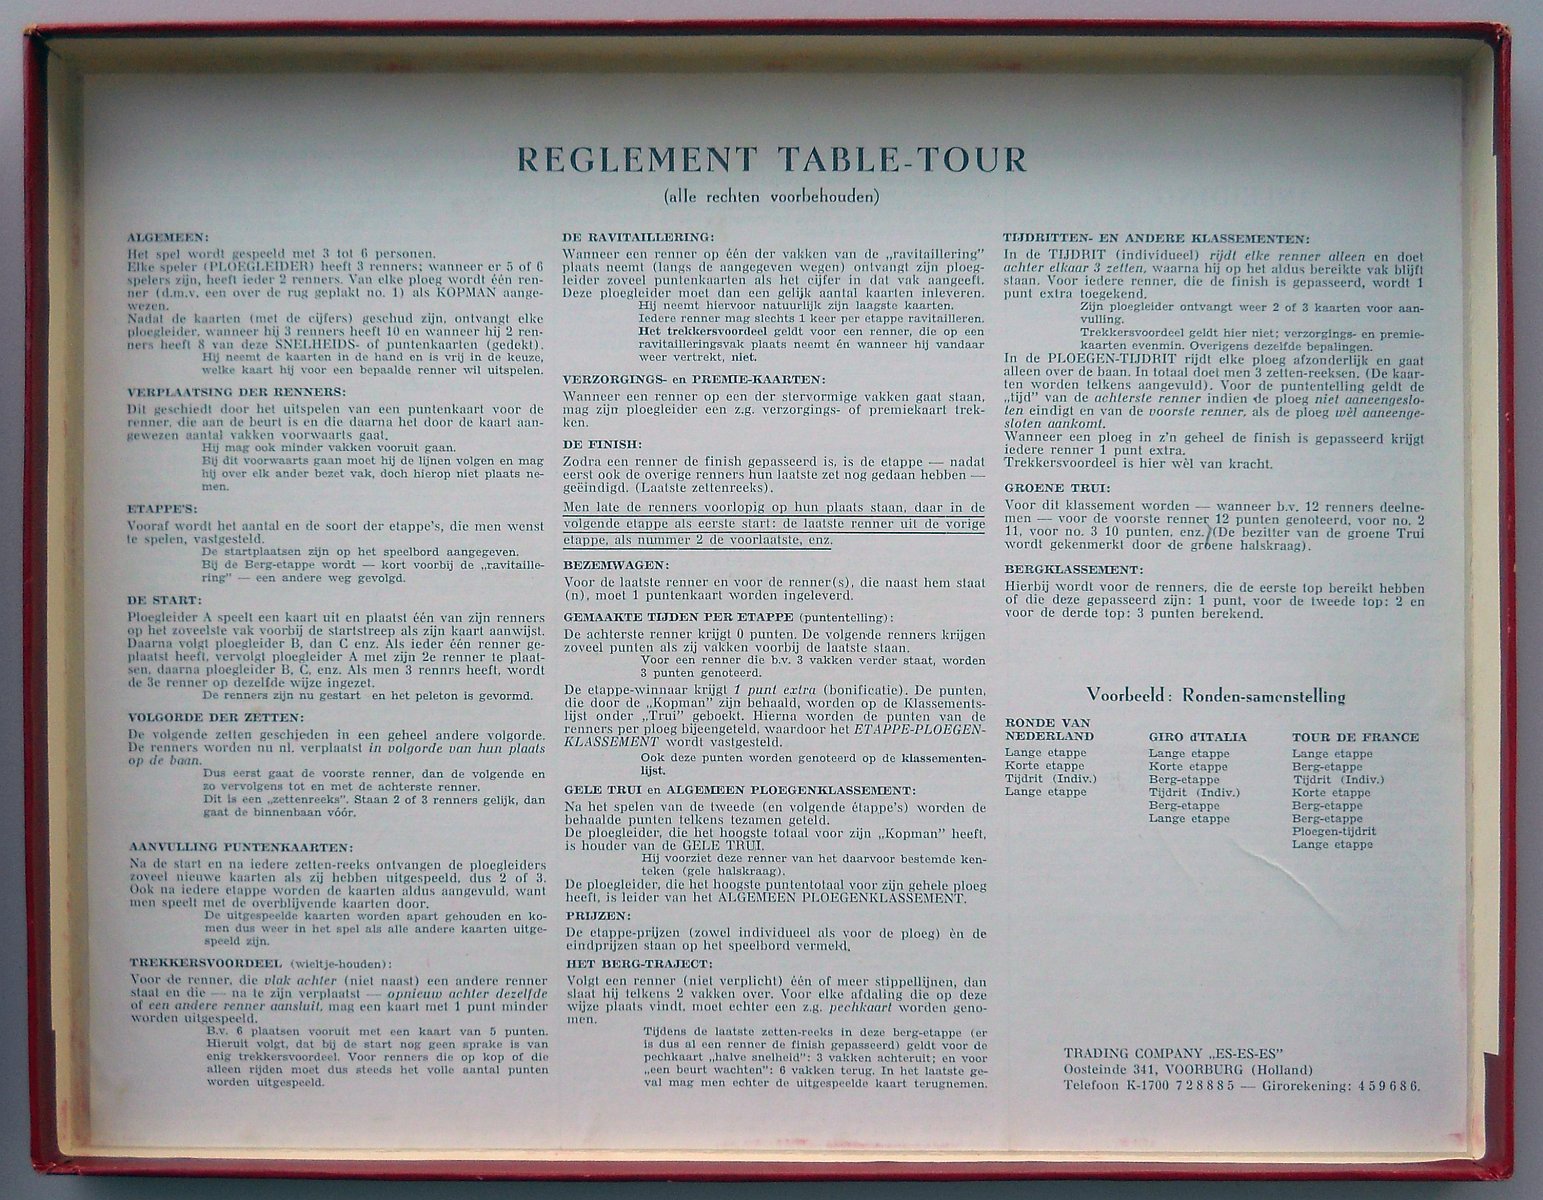 REGLEMENT TABLE-TOUR
(alle rechten voorbehouden)
ALGEMEEN:
Het spel wordt gespeeld met 3 tot 6 personen.
Elke speler (PLOEGLEIDER) heeft 3 renners; wanneer er 5 of 6
spelers zijn, heeft ieder 2 renners. Van elke ploeg wordt één ren-
ner (d.m.v. een over de rug geplakt no. 1) als KOPMAN aange-
wezen.
Nadat de kaarten (met de cijfers) geschud zijn, ontvangt elke
ploegleider, wanneer hij 3 renners heeft 10 en wanneer hij 2 ren-
ners heeft 8 van deze SNELHEIDS- of puntenkaarten (gedekt).
Hij neemt de kaarten in de hand en is vrij in de keuze,
welke kaart hij voor een bepaalde renner wil uitspelen.
VERPLAATSING DER RENNERS:
Dit geschiedt door het uitspelen van een puntenkaart voor de
renner, die aan de beurt is en die daarna het door de kaart aan-
gewezen aantal vakken voorwaarts gaat.
Hij mag ook minder vakken vooruit gaan.
Bij dit voorwaarts gaan moet hij de lijnen volgen en mag
hij over elk ander bezet vak, doch hierop niet plaats ne-
men.
ETAPPE'S:
Vooraf wordt het aantal en de soort der etappe's, die men wenst
te spelen, vastgesteld.
De startplaatsen zijn op het speelbord aangegeven.
Bij de Berg-etappe wordt — kort voorbij de „ravitaille-
ring" — een andere weg gevolgd.
DE START:
Ploegleider A speelt een kaart uit en plaatst één van zijn renners
op het zoveelste vak voorbij de startstreep als zijn kaart aanwijst.
Daarna volgt ploegleider B, dan C enz. Als ieder één renner ge-
plaatst heeft, vervolgt ploegleider A met zijn 2e renner te plaat-
sen, daarna ploegleider B, C, enz. Als men 3 rennrs heeft, wordt
de 3e renner op dezelfde wijze ingezet.
De renners zijn nu gestart en het peleton is gevormd.
VOLGORDE DER ZETTEN:
De volgende zetten geschieden in een geheel andere volgorde.
De renners worden nu nl. verplaatst in volgorde van hun plaats
op de baan.
Dus eerst gaat de voorste renner, dan de volgende en
zo vervolgens tot en met de achterste renner.
Dit is een „zettenreeks". Staan 2 of 3 renners gelijk, dan
gaat de binnenbaan vóór.
AANVULLING PUNTENKAARTEN:
Na de start en na iedere zetten-reeks ontvangen de ploegleiders
zoveel nieuwe kaarten als zij hebben uitgespeeld, dus 2 of 3.
Ook na iedere etappe worden de kaarten aldus aangevuld, want
men speelt met de overblijvende kaarten door.
De uitgespeelde kaarten worden apart gehouden en ko-
men dus weer in het spel als alle andere kaarten uitge-
speeld zijn.
TREKKERSVOORDEEL (wieltje-houden):
Voor de renner, die vlak achter (niet naast) een andere renner
staat en die — na te zijn verplaatst — opnieuw achter dezelfde
of een andere renner aansluit, mag een kaart met 1 punt minder
worden uitgespeeld.
B.v. 6 plaatsen vooruit met een kaart van 5 punten.
Hieruit volgt, dat bij de start nog geen sprake is van
enig trekkersvoordeel. Voor renners die op kop of die
alleen rijden moet dus steeds het volle aantal punten
worden uitgespeeld.
DE RAVITAILLERING:
Wanneer een renner op één der vakken van de „ravitaillering"
plaats neemt (langs de aangegeven wegen) ontvangt zijn ploeg-
leider zoveel puntenkaarten als het cijfer in dat vak aangeeft.
Deze ploegleider moet dan een gelijk aantal kaarten inleveren.
Hij neemt hiervoor natuurlijk zijn laagste kaarten.
Iedere renner mag slechts 1 keer per etappe ravitailleren.
Het trekkersvoordeel geldt voor een renner, die op een
ravitailleringsvak plaats neemt én wanneer hij vandaar
weer vertrekt, niet.
VERZORGINGS- en PREMIE-KAARTEN:
Wanneer een renner op een der stervormige vakken gaat staan,
mag zijn ploegleider een z.g. verzorgings- of premiekaart trek-
ken.
DE FINISH:
Zodra een renner de finish gepasseerd is, is de etappe — nadat
eerst ook de overige renners hun laatste zet nog gedaan hebben —
geëindigd. (Laatste zettenreeks).
Men late de renners voorlopig op hun plaats staan, daar in de
volgende etappe als eerste start: de laatste renner uit de vorige
etappe, als nummer 2 de voorlaatste, enz.
BEZEMWAGEN:
Voor de laatste renner en voor de renner(s), die naast hem staat
(n), moet 1 puntenkaart worden ingeleverd.
GEMAAKTE TIJDEN PER ETAPPE (puntentelling):
De achterste renner krijgt 0 punten. De volgende renners krijgen
zoveel punten als zij vakken voorbij de laatste staan.
Voor een renner die b.v. 3 vakken verder staat, worden
3 punten genoteerd.
De etappe-winnaar krijgt 1 punt extra (bonificatie). De punten,
die door de „Kopman" zijn behaald, worden op de Klassements-
lijst onder „Trui" geboekt. Hierna worden de punten van de
renners per ploeg bijeengeteld, waardoor het ETAPPE-PLOEGEN-
KLASSEMENT wordt vastgesteld.
Ook deze punten worden genoteerd op de klassementen-
lijst.
GELE TRUI en ALGEMEEN PLOEGENKLASSEMENT:
Na het spelen van de tweede (en volgende étappe's) worden de
behaalde punten telkens tezamen geteld.
De ploegleider, die het hoogste totaal voor zijn „Kopman" heeft,
is houder van de GELE TRUI.
Hij voorziet deze renner van het daarvoor bestemde ken-
teken (gele halskraag).
De ploegleider, die het hoogste puntentotaal voor zijn gehele ploeg
heeft, is leider van het ALGEMEEN PLOEGENKLASSEMENT.
PRIJZEN:
De etappe-prijzen (zowel individueel als voor de ploeg) èn de
eindprijzen staan op het speelbord vermeld.
HET BERG-TRAJECT:
Volgt een renner (niet verplicht) één of meer stippellijnen, dan
slaat hij telkens 2 vakken over. Voor elke afdaling die op deze
wijze plaats vindt, moet echter een z.g. pechkaart worden geno-
men.
Tijdens de laatste zetten-reeks in deze berg-etappe (er
is dus al een renner de finish gepasseerd) geldt voor de
pechkaart „halve snelheid": 3 vakken achteruit; en voor
„een beurt wachten": 6 vakken terug. In het laatste ge-
val mag men echter de uitgespeelde kaart terugnemen.
TIJDRITTEN- EN ANDERE KLASSEMENTEN:
In de TIJDRIT (individueel) rijdt elke renner alleen en doet
achter elkaar 3 zetten, waarna hij op het aldus bereikte vak blijft
staan. Voor iedere renner, die de finish is gepasseerd, wordt 1
punt extra toegekend.
Zijn ploegleider ontvangt weer 2 of 3 kaarten voor aan-
vulling.
Trekkersvoordeel geldt hier niet; verzorgings- en premie-
kaarten evenmin. Overigens dezelfde bepalingen.
In de PLOEGEN-TIJDRIT rijdt elke ploeg afzonderlijk en gaat
alleen over de baan. In totaal doet men 3 zetten-reeksen. (De kaar-
ten worden telkens aangevuld). Voor de puntentelling geldt de
„tijd" van de achterste renner indien de ploeg niet aaneengeslo-
ten eindigt en van de voorste renner, als de ploeg wèl aaneenge-
sloten aankomt.
Wanneer een ploeg in z'n geheel de finish is gepasseerd krijgt
iedere renner 1 punt extra.
Trekkersvoordeel is hier wèl van kracht.
GROENE TRUI:
Voor dit klassement worden — wanneer b.v. 12 renners deelne-
men — voor de voorste renner 12 punten genoteerd, voor no. 2
11, voor no. 3 10 punten, enz. (De bezitter van de groene Trui
wordt gekenmerkt door de groene halskraag).
BERGKLASSEMENT:
Hierbij wordt voor de renners, die de eerste top bereikt hebben
of die deze gepasseerd zijn: 1 punt, voor de tweede top: 2 en
voor de derde top: 3 punten berekend.
Voorbeeld: Ronden-samenstelling
RONDE VAN
NEDERLAND
Lange etappe
Korte etappe
Tijdrit (Indiv.)
Lange etappe
GIRO d'ITALIA
Lange etappe
Korte etappe
Berg-etappe
Tijdrit (Indiv.)
Berg-etappe
Lange etappe
TOUR DE FRANCE
Lange etappe
Berg-etappe
Tijdrit (Indiv.)
Korte etappe
Berg-etappe
Berg-etappe
Ploegen-tijdrit
Lange etappe
TRADING COMPANY „ES-ES-ES"
Oosteinde 341, VOORBURG (Holland)
Telefoon K-1700 728885 — Girorekening: 459686.